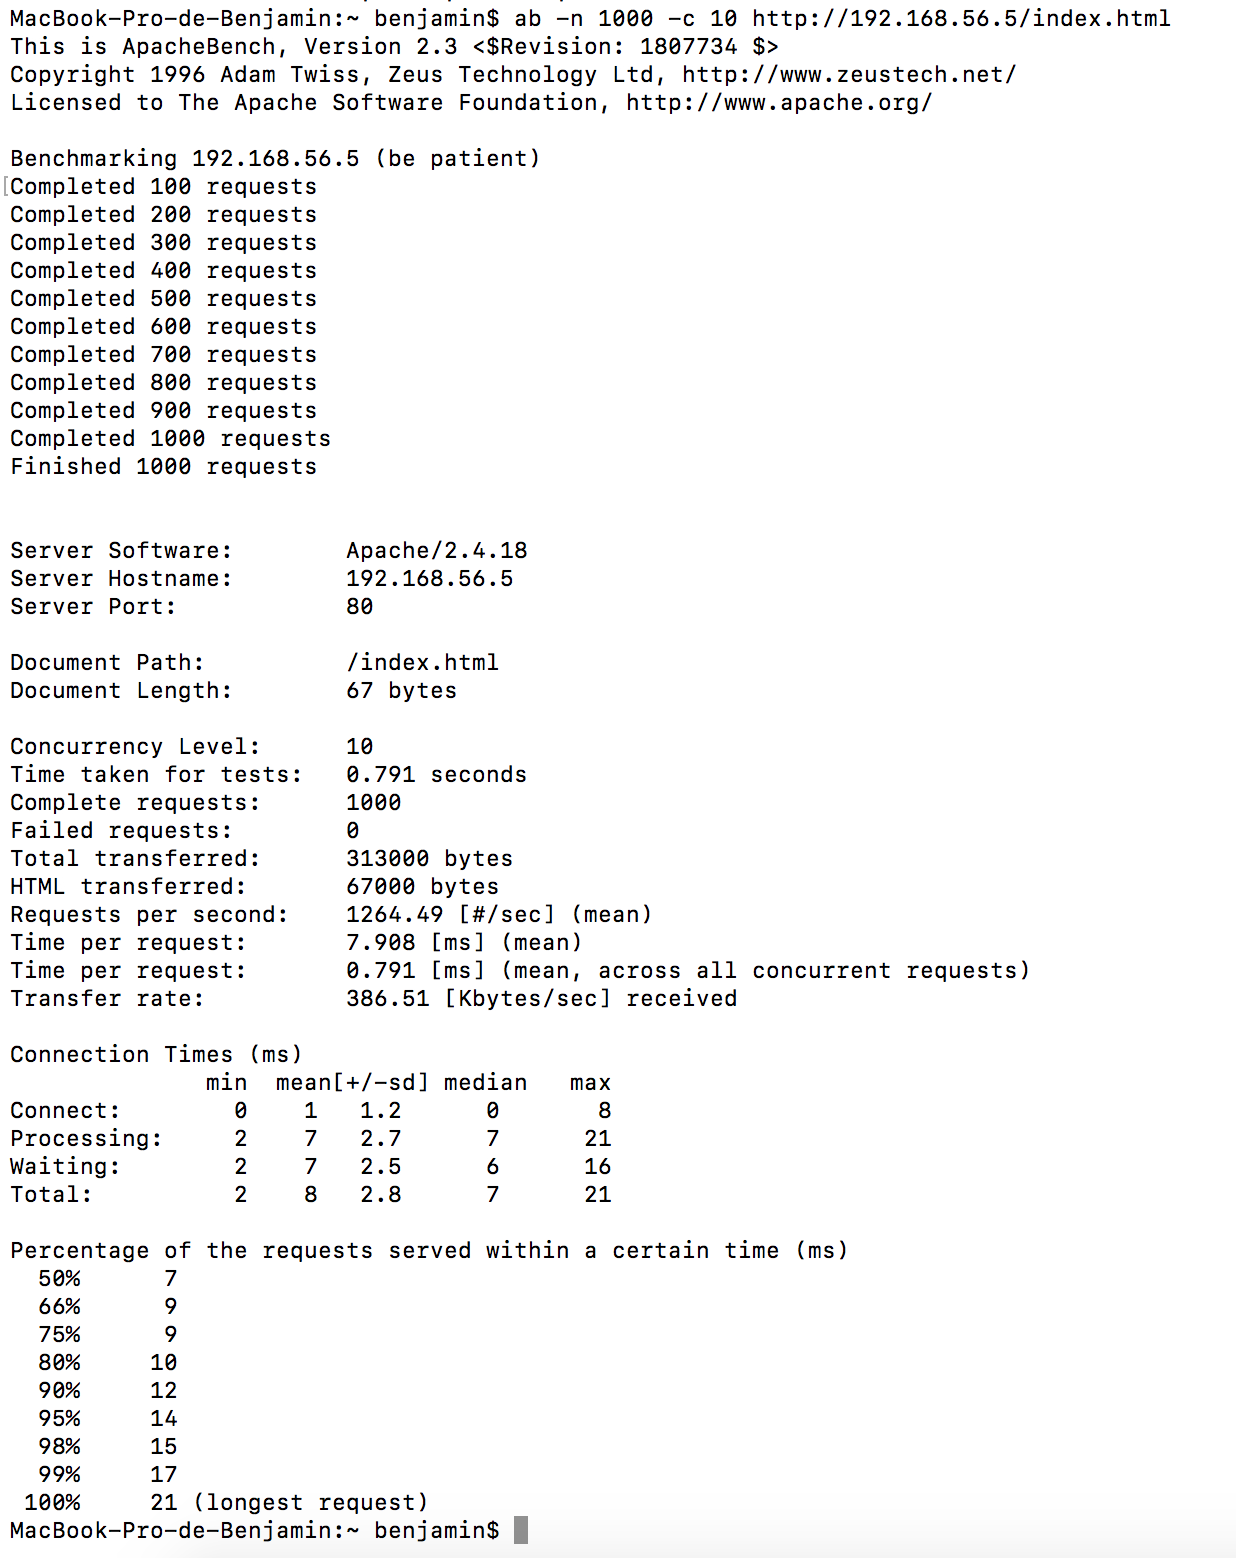 MacBook-Pro-de-Benjamin:~ benjamin$ ab -n 1000 -c 10 http://192.168.56.5/index.html
This is ApacheBench, Version 2.3 <$Revision: 1807734 $>
Copyright 1996 Adam Twiss, Zeus Technology Ltd, http://www.zeustech.net/
Licensed to The Apache Software Foundation, http://www.apache.org/

Benchmarking 192.168.56.5 (be patient)
[Completed 100 requests
Completed 200 requests
Completed 300 requests
Completed 400 requests
Completed 500 requests
Completed 600 requests
Completed 700 requests
Completed 800 requests
Completed 900 requests
Completed 1000 requests
Finished 1000 requests


Server Software:        Apache/2.4.18
Server Hostname:        192.168.56.5
Server Port:            80

Document Path:          /index.html
Document Length:        67 bytes

Concurrency Level:      10
Time taken for tests:   0.791 seconds
Complete requests:      1000
Failed requests:        0
Total transferred:      313000 bytes
HTML transferred:       67000 bytes
Requests per second:    1264.49 [#/sec] (mean)
Time per request:       7.908 [ms] (mean)
Time per request:       0.791 [ms] (mean, across all concurrent requests)
Transfer rate:          386.51 [Kbytes/sec] received

Connection Times (ms)
              min  mean[+/-sd] median   max
Connect:        0    1   1.2      0       8
Processing:     2    7   2.7      7      21
Waiting:        2    7   2.5      6      16
Total:          2    8   2.8      7      21

Percentage of the requests served within a certain time (ms)
  50%      7
  66%      9
  75%      9
  80%     10
  90%     12
  95%     14
  98%     15
  99%     17
 100%     21 (longest request)
MacBook-Pro-de-Benjamin:~ benjamin$